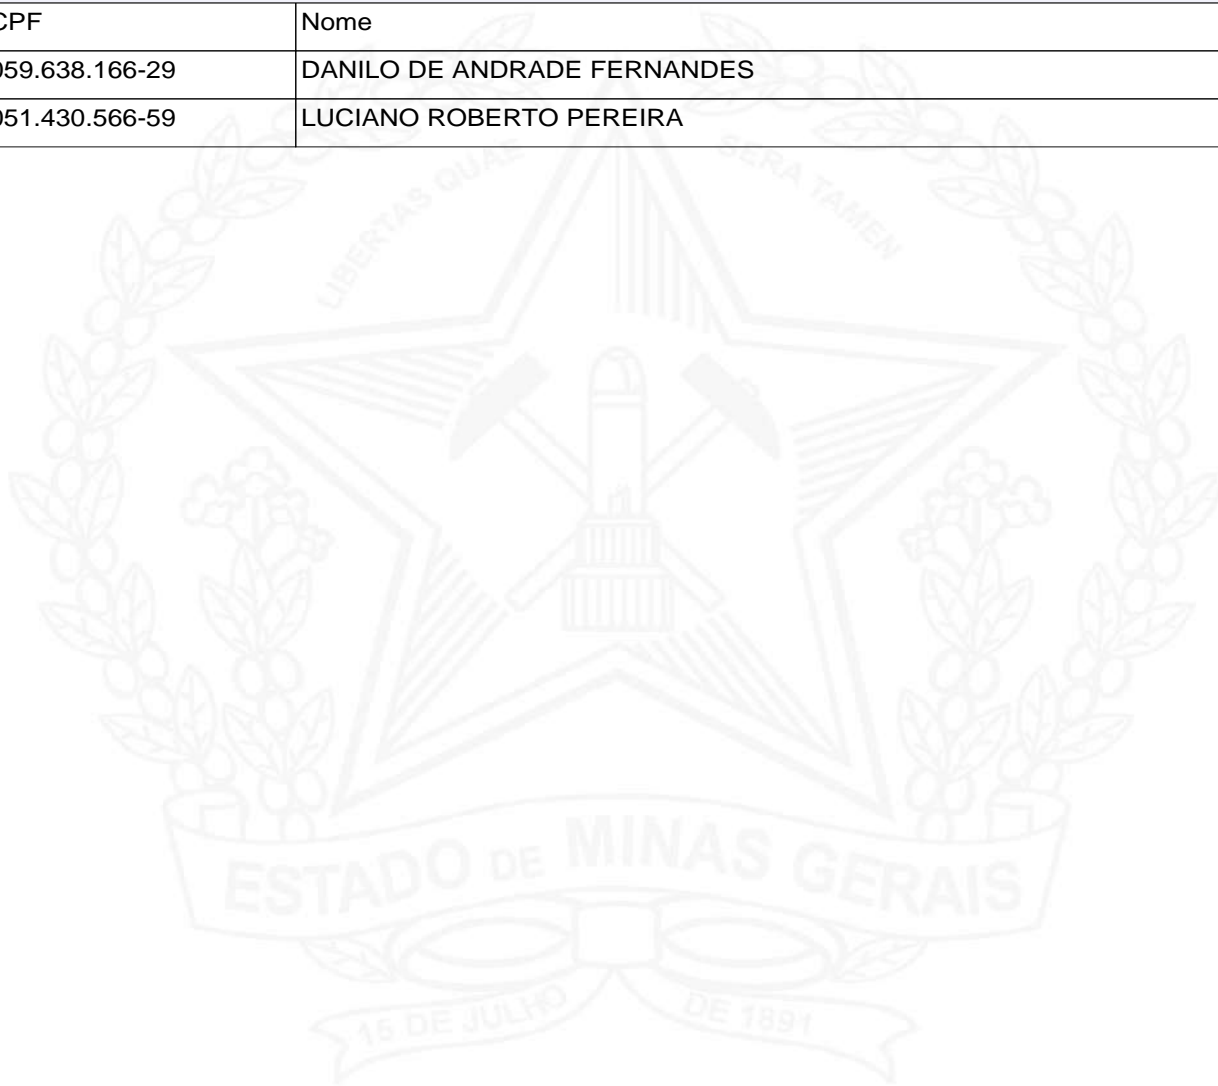 CPF Nome
059.638.166-29 DANILO DE ANDRADE FERNANDES
051.430.566-59 LUCIANO ROBERTO PEREIRA
LIBERTAS QUAE SERA TAMEN
ESTADO DE MINAS GERAIS
15 DE JULHO DE 1891